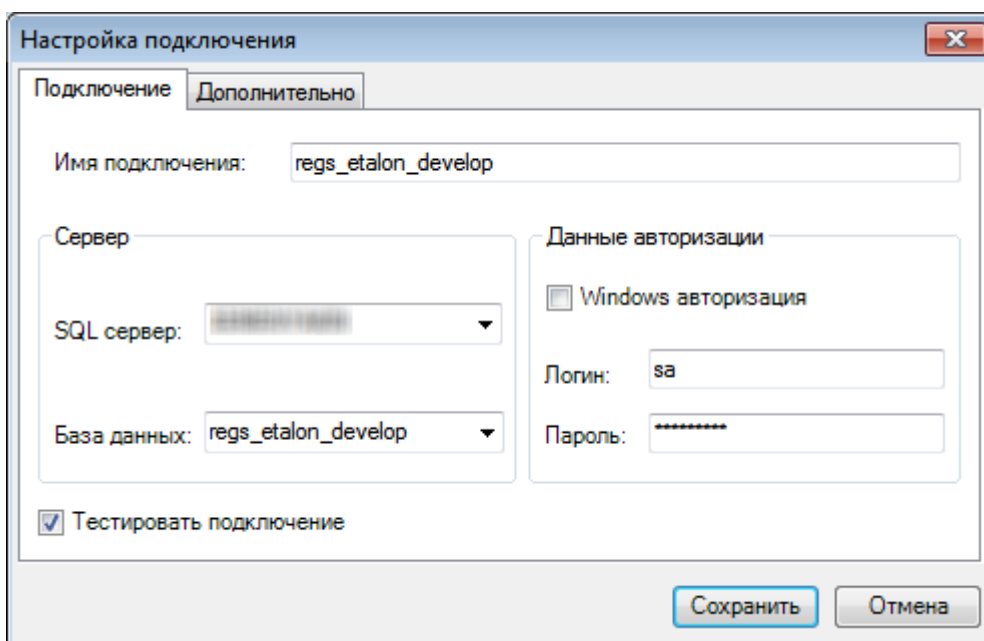 Настройка подключения
Подключение
Дополнительно
Имя подключения: regs_etalon_develop
Сервер
SQL сервер:
База данных: regs_etalon_develop
Данные авторизации
Windows авторизация
Логин: sa
Пароль: *********
Тестировать подключение
Сохранить
Отмена